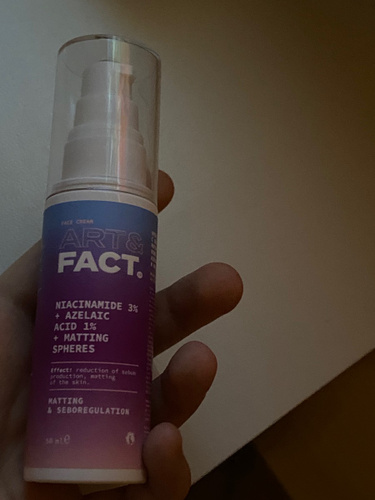 FACE CREAM
ART&
FACT.
NIACINAMIDE 3%
+ AZELAIC
ACID 1%
+ MATTING
SPHERES
Effect: reduction of sebum
production, matting
of the skin.
MATTING
& SEBOREGULATION
50 ml ℮